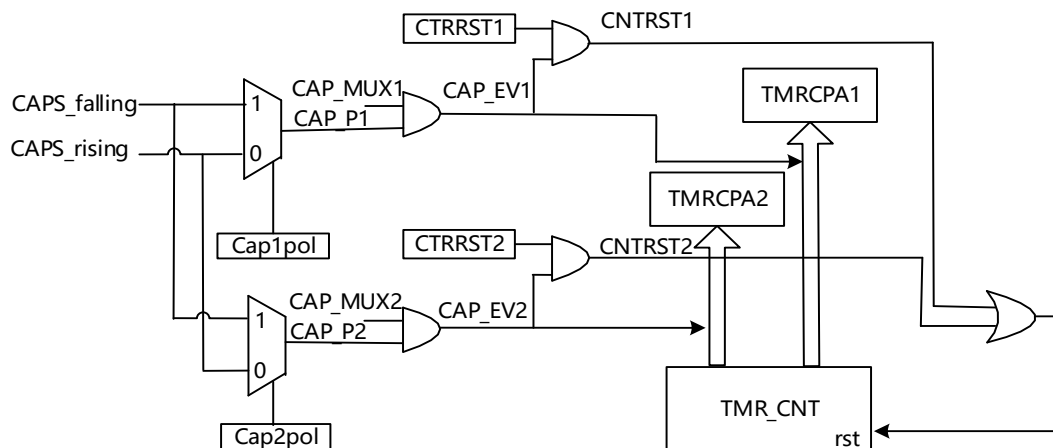 CTRRST1
CNTRST1
CAPS_falling
1
CAP_MUX1
CAP_P1
CAP_EV1
TMRCPA1
CAPS_rising
0
TMRCPA2
Cap1pol
CTRRST2
CNTRST2
1
CAP_MUX2
CAP_P2
CAP_EV2
0
TMR_CNT
Cap2pol
rst